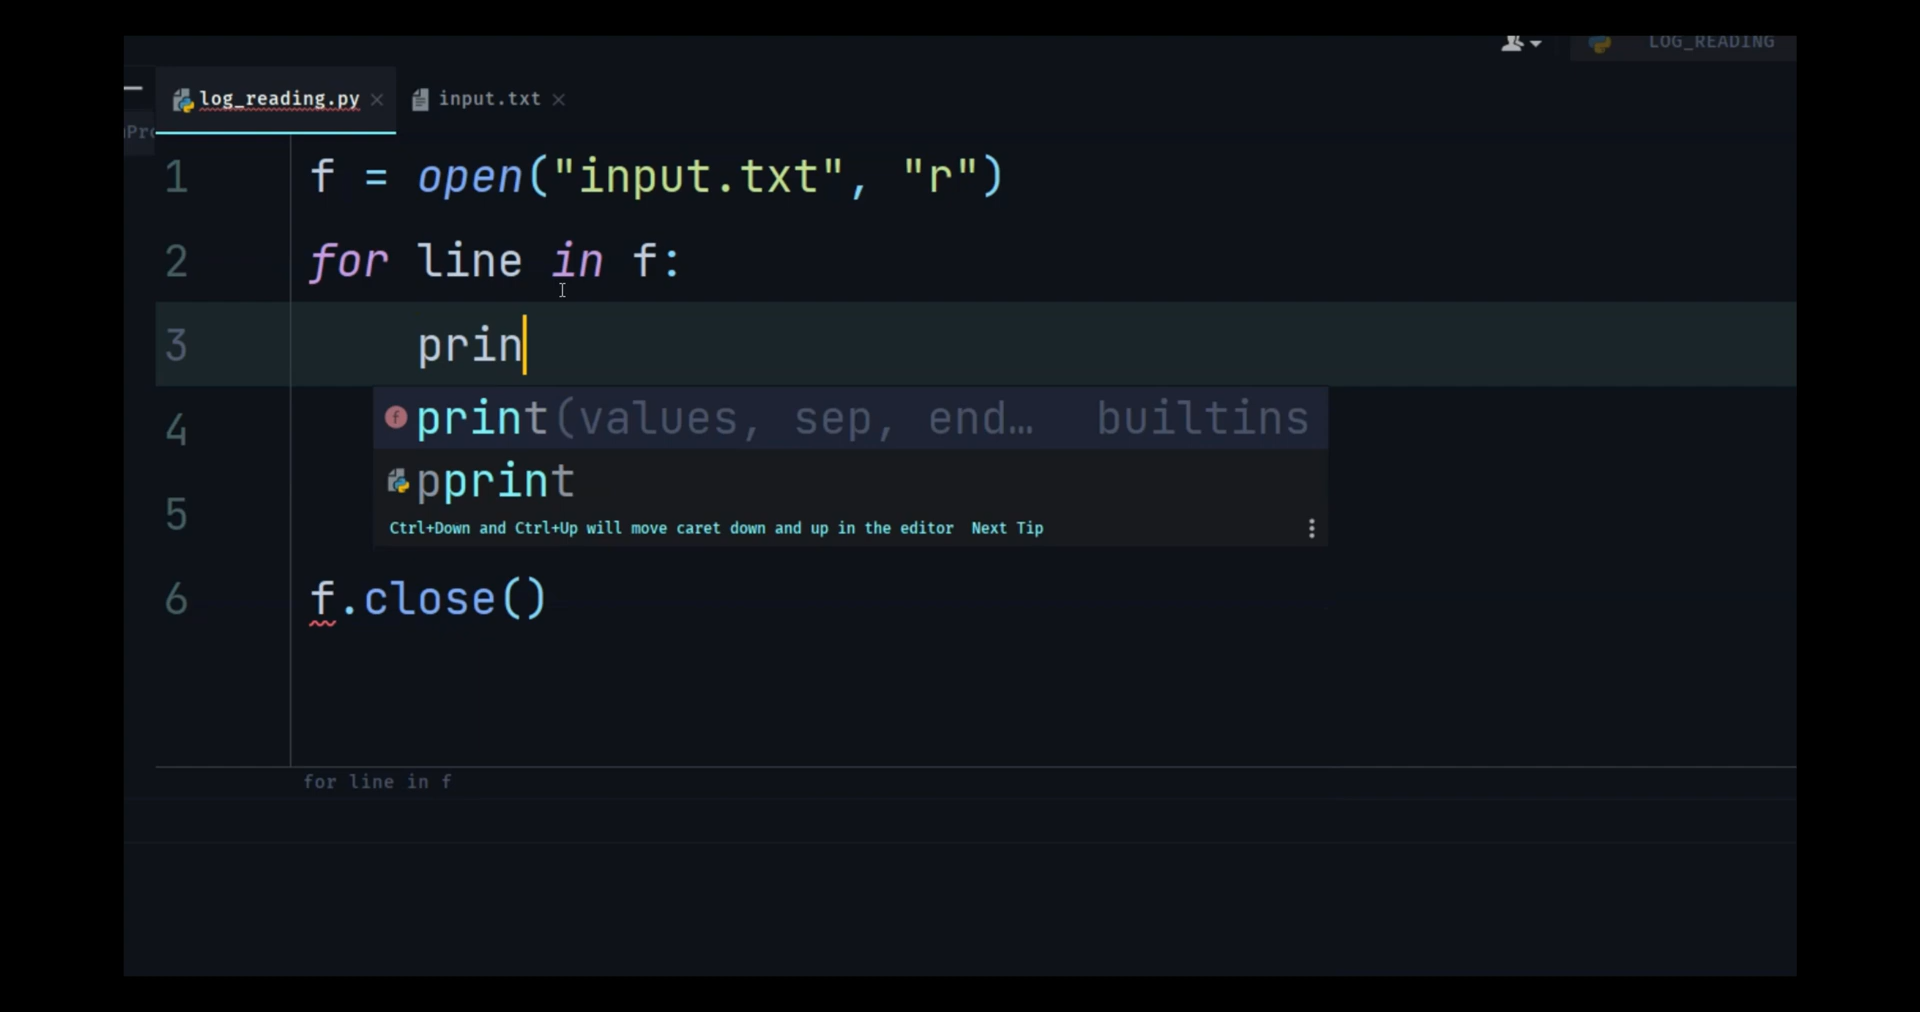 LOG_READING
log_reading.py
input.txt
1 f = open("input.txt", "r")
2 for line in f:
3 prin
print(values, sep, end… builtins
4
pprint
5
Ctrl+Down and Ctrl+Up will move caret down and up in the editor Next Tip
6 f.close()
for line in f